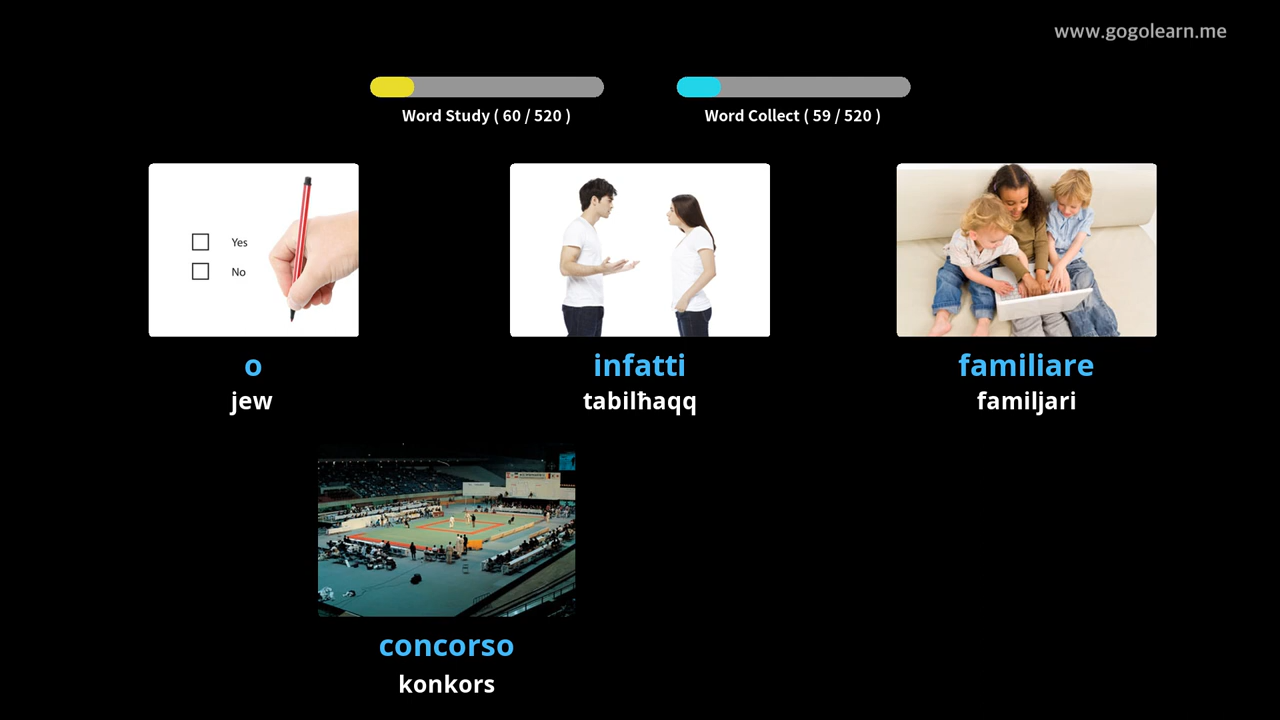 www.gogolearn.me
Word Study ( 60 / 520 )
Word Collect ( 59 / 520 )
Yes
No
o
jew
infatti
tabilħaqq
familiare
familjari
concorso
konkors